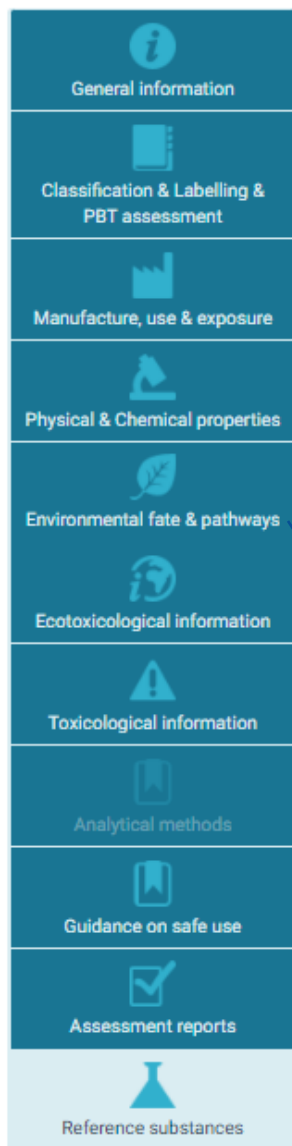 General information
Classification & Labelling &
PBT assessment
Manufacture, use & exposure
Physical & Chemical properties
Environmental fate & pathways
Ecotoxicological information
Toxicological information
Analytical methods
Guidance on safe use
Assessment reports
Reference substances